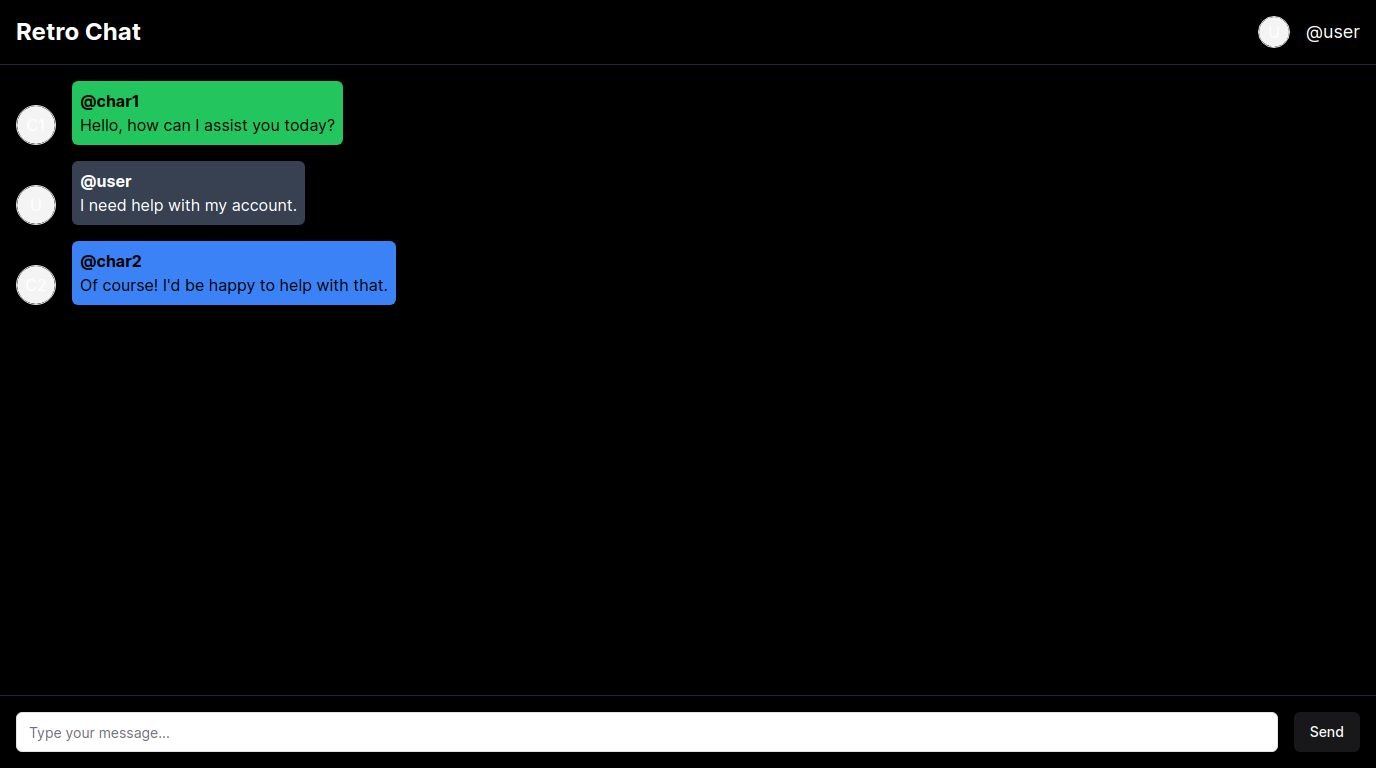 Retro Chat
U @user
@char1
C1 Hello, how can I assist you today?
@user
U I need help with my account.
@char2
C2 Of course! I'd be happy to help with that.
Type your message...
Send